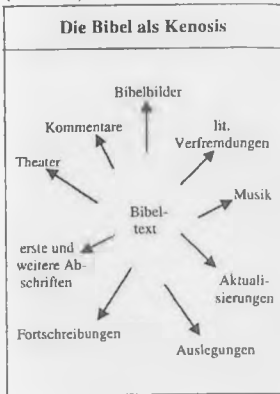 Die Bibel als Kenosis
Bibelbilder
Kommentare
lit.
Verfremdungen
Theater
Musik
Bibel-
text
erste und
weitere Ab-
schriften
Aktuali-
sierungen
Fortschreibungen
Auslegungen